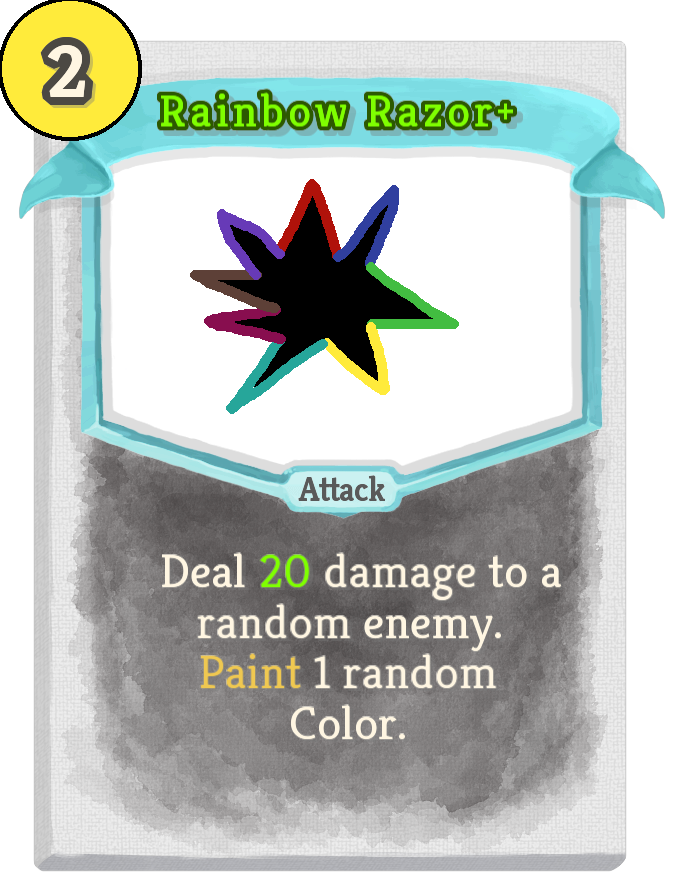 2
Rainbow Razor+
Attack
Deal 20 damage to a
random enemy.
Paint 1 random
Color.